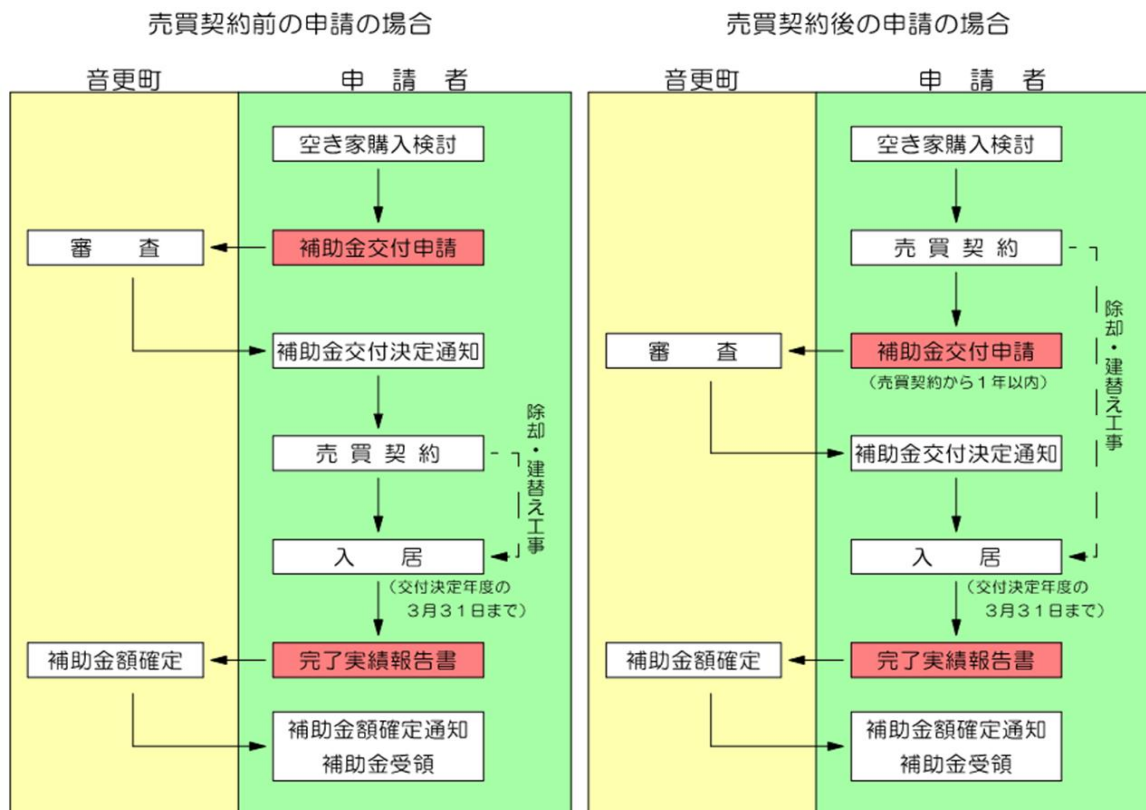 売買契約前の申請の場合
音更町
申請者
空き家購入検討
審査
補助金交付申請
補助金交付決定通知
売買契約
除却・建替え工事
入居
（交付決定年度の
３月３１日まで）
補助金額確定
完了実績報告書
補助金額確定通知
補助金受領
売買契約後の申請の場合
音更町
申請者
空き家購入検討
売買契約
除却・建替え工事
審査
補助金交付申請
（売買契約から１年以内）
補助金交付決定通知
入居
（交付決定年度の
３月３１日まで）
補助金額確定
完了実績報告書
補助金額確定通知
補助金受領